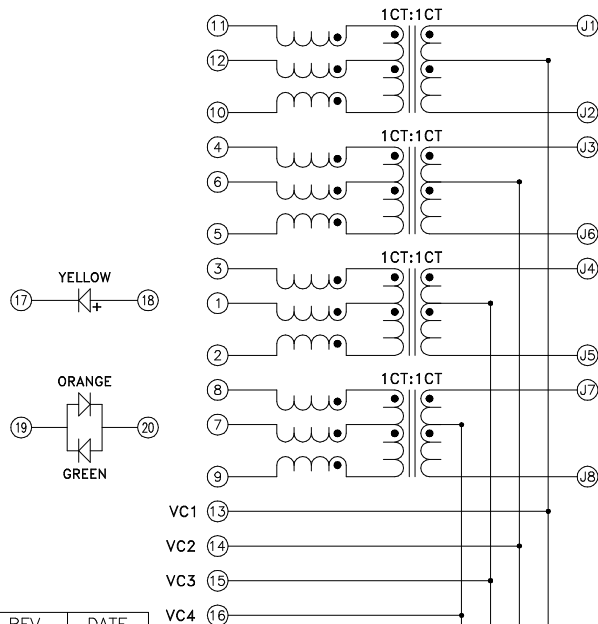 1CT:1CT
11 J1
12
10 J2
1CT:1CT
4 J3
6
5 J6
1CT:1CT
3 J4
YELLOW
17 + 18 1
2 J5
ORANGE
1CT:1CT
8 J7
19 20 7
GREEN
9 J8
VC1 13
VC2 14
VC3 15
VC4 16
REV. DATE